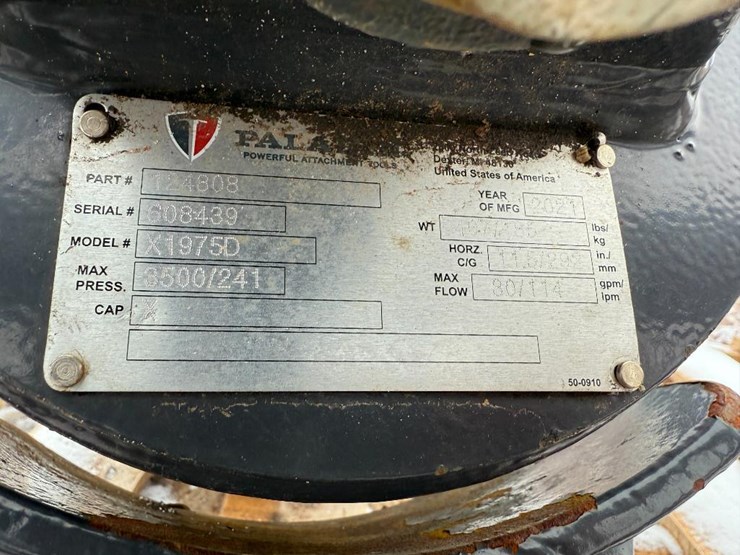 POWERFUL ATTACHMENT TOOLS
Dexter, MI 48130
United States of America
PART # 124808
SERIAL # 608439
MODEL # X1975D
MAX PRESS. 3500/241
CAP X
YEAR OF MFG 2021
WT lbs/ kg
HORZ. C/G in./ mm
MAX FLOW 30/114 gpm/ lpm
50-0910